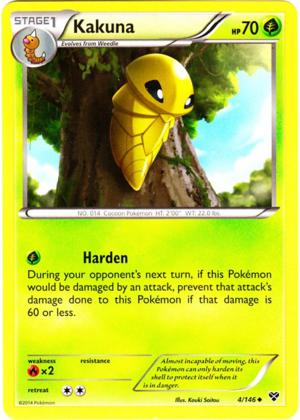 STAGE1
Kakuna
HP70
Evolves from Weedle
NO. 014 Cocoon Pokémon HT. 2'00" WT. 22.0 lbs.
Harden
During your opponent's next turn, if this Pokémon
would be damaged by an attack, prevent that attack's
damage done to this Pokémon if that damage is
60 or less.
weakness
×2
resistance
retreat
Almost incapable of moving, this
Pokémon can only harden its
shell to protect itself when it
is in danger.
©2014 Pokémon
Illus. Kouki Saitou
4/146
XY